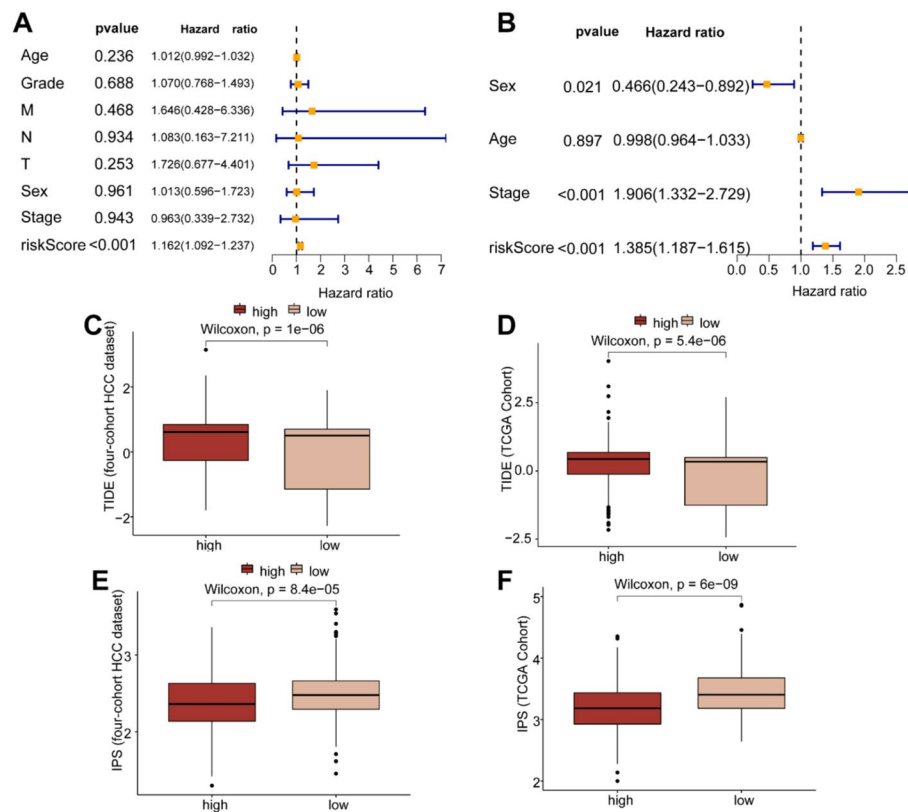 A
pvalue Hazard ratio
Age 0.236 1.012(0.992−1.032)
Grade 0.688 1.070(0.768−1.493)
M 0.468 1.646(0.428−6.336)
N 0.934 1.083(0.163−7.211)
T 0.253 1.726(0.677−4.401)
Sex 0.961 1.013(0.596−1.723)
Stage 0.943 0.963(0.339−2.732)
riskScore <0.001 1.162(1.092−1.237)
0 1 2 3 4 5 6 7
Hazard ratio
B
pvalue Hazard ratio
Sex 0.021 0.466(0.243−0.892)
Age 0.897 0.998(0.964−1.033)
Stage <0.001 1.906(1.332−2.729)
riskScore <0.001 1.385(1.187−1.615)
0.0 0.5 1.0 1.5 2.0 2.5
Hazard ratio
C
high low
Wilcoxon, p = 1e−06
TIDE (four−cohort HCC dataset)
2
0
−2
high low
D
high low
Wilcoxon, p = 5.4e−06
TIDE (TCGA Cohort)
2.5
0.0
−2.5
high low
E
high low
Wilcoxon, p = 8.4e−05
IPS (four−cohort HCC dataset)
3
2
high low
F
Wilcoxon, p = 6e−09
IPS (TCGA Cohort)
5
4
3
2
high low